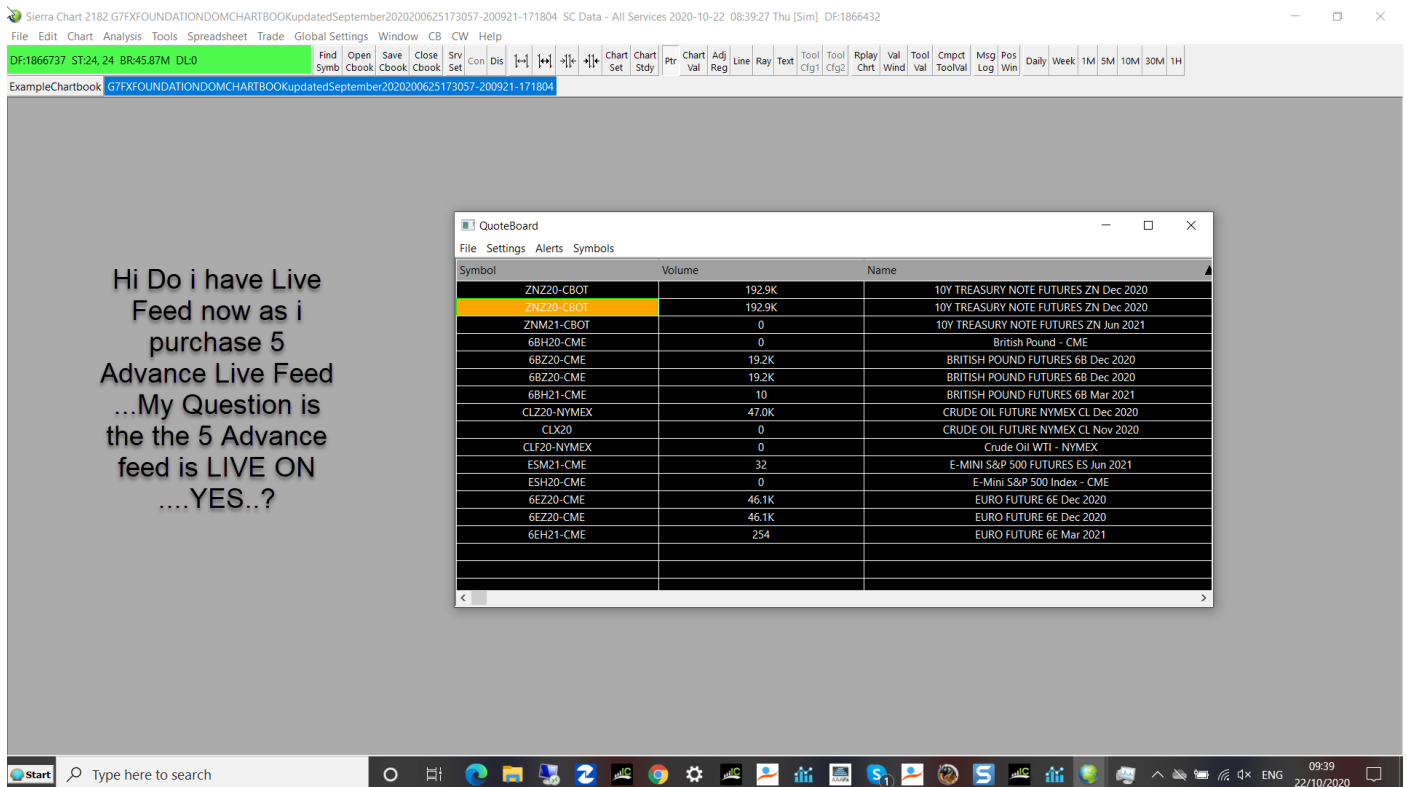 Sierra Chart 2182 G7FXFOUNDATIONDOMCHARTBOOKupdatedSeptember2020200625173057-200921-171804 SC Data - All Services 2020-10-22 08:39:27 Thu [Sim] DF:1866432
File Edit Chart Analysis Tools Spreadsheet Trade Global Settings Window CB CW Help
DF:1866737 ST:24, 24 BR:45.87M DL:0
Find Symb Open Cbook Save Cbook Close Cbook Srv Set Con Dis Chart Set Chart Stdy Ptr Chart Val Adj Reg Line Ray Text Tool Cfg1 Tool Cfg2 Rplay Chrt Val Wind Tool Val Cmpct ToolVal Msg Log Pos Win Daily Week 1M 5M 10M 30M 1H
ExampleChartbook G7FXFOUNDATIONDOMCHARTBOOKupdatedSeptember2020200625173057-200921-171804
Hi Do i have Live
Feed now as i
purchase 5
Advance Live Feed
...My Question is
the the 5 Advance
feed is LIVE ON
....YES..?
QuoteBoard
File Settings Alerts Symbols
Symbol Volume Name
ZNZ20-CBOT 192.9K 10Y TREASURY NOTE FUTURES ZN Dec 2020
ZNZ20-CBOT 192.9K 10Y TREASURY NOTE FUTURES ZN Dec 2020
ZNM21-CBOT 0 10Y TREASURY NOTE FUTURES ZN Jun 2021
6BH20-CME 0 British Pound - CME
6BZ20-CME 19.2K BRITISH POUND FUTURES 6B Dec 2020
6BZ20-CME 19.2K BRITISH POUND FUTURES 6B Dec 2020
6BH21-CME 10 BRITISH POUND FUTURES 6B Mar 2021
CLZ20-NYMEX 47.0K CRUDE OIL FUTURE NYMEX CL Dec 2020
CLX20 0 CRUDE OIL FUTURE NYMEX CL Nov 2020
CLF20-NYMEX 0 Crude Oil WTI - NYMEX
ESM21-CME 32 E-MINI S&P 500 FUTURES ES Jun 2021
ESH20-CME 0 E-Mini S&P 500 Index - CME
6EZ20-CME 46.1K EURO FUTURE 6E Dec 2020
6EZ20-CME 46.1K EURO FUTURE 6E Dec 2020
6EH21-CME 254 EURO FUTURE 6E Mar 2021
Start Type here to search ENG 09:39
22/10/2020